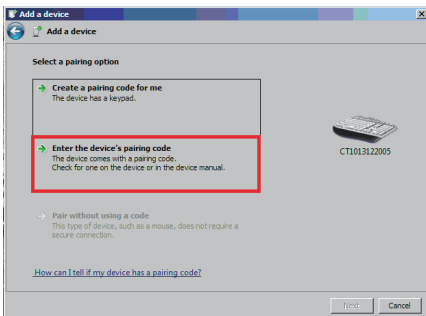 Add a device
Add a device
Select a pairing option
Create a pairing code for me
The device has a keypad.
Enter the device's pairing code
The device comes with a pairing code.
Check for one on the device or in the device manual.
CT1013122005
Pair without using a code
This type of device, such as a mouse, does not require a
secure connection.
How can I tell if my device has a pairing code?
Next Cancel